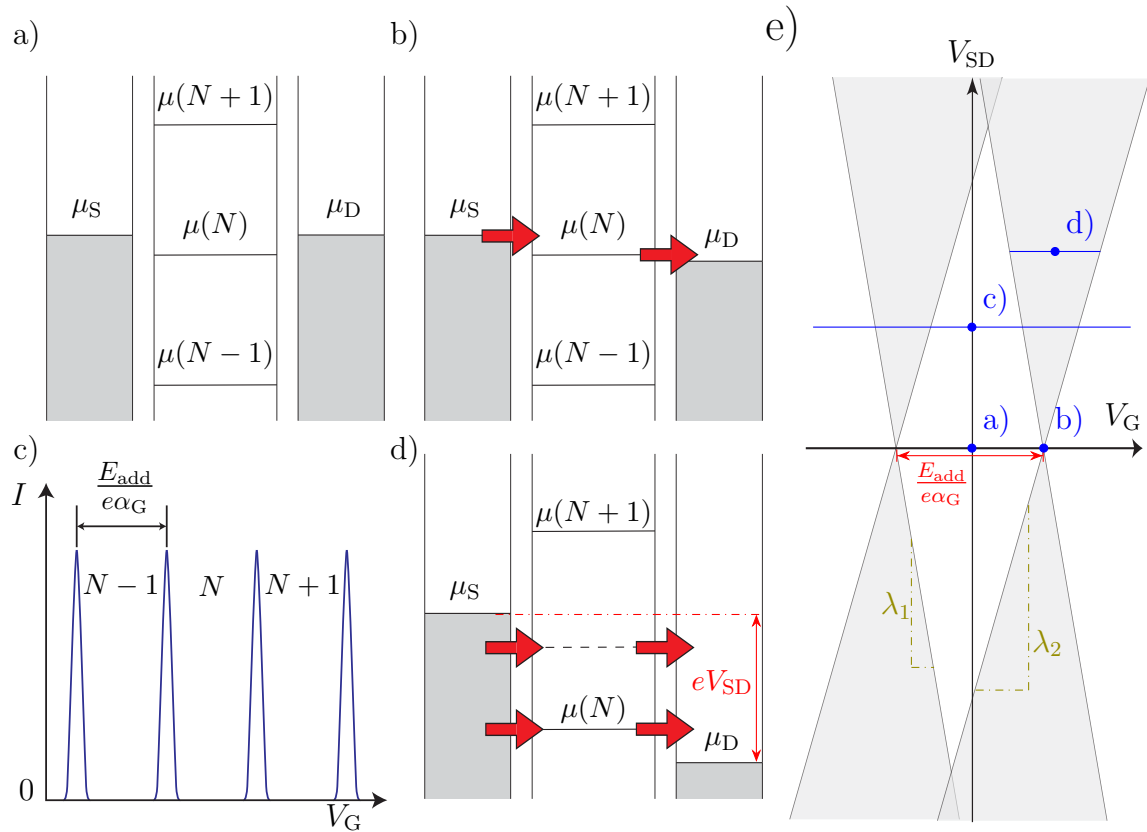 a)
μ(N + 1)
μ_S
μ(N)
μ_D
μ(N − 1)
b)
μ(N + 1)
μ_S
μ(N)
μ_D
μ(N − 1)
c)
I
E_add
eα_G
N − 1
N
N + 1
0
V_G
d)
μ(N + 1)
μ_S
eV_SD
μ(N)
μ_D
e)
V_SD
d)
c)
a)
b)
V_G
E_add
eα_G
λ_1
λ_2